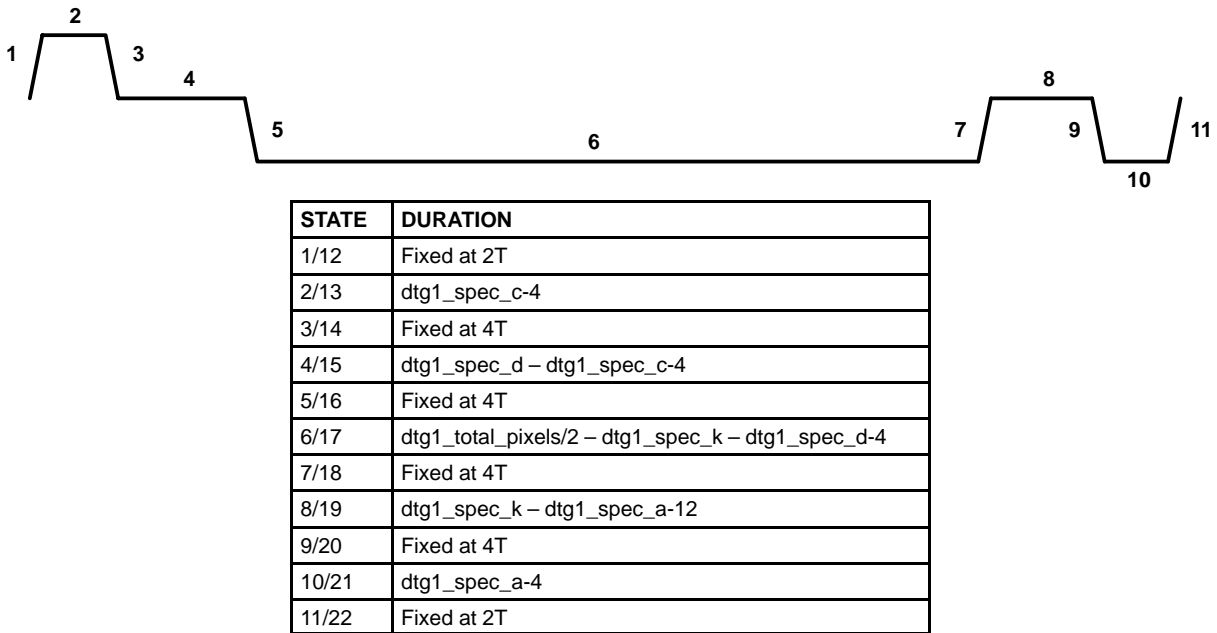 2
1
3
4
8
5
6
7
9
11
10
STATE DURATION
1/12 Fixed at 2T
2/13 dtg1_spec_c-4
3/14 Fixed at 4T
4/15 dtg1_spec_d – dtg1_spec_c-4
5/16 Fixed at 4T
6/17 dtg1_total_pixels/2 – dtg1_spec_k – dtg1_spec_d-4
7/18 Fixed at 4T
8/19 dtg1_spec_k – dtg1_spec_a-12
9/20 Fixed at 4T
10/21 dtg1_spec_a-4
11/22 Fixed at 2T